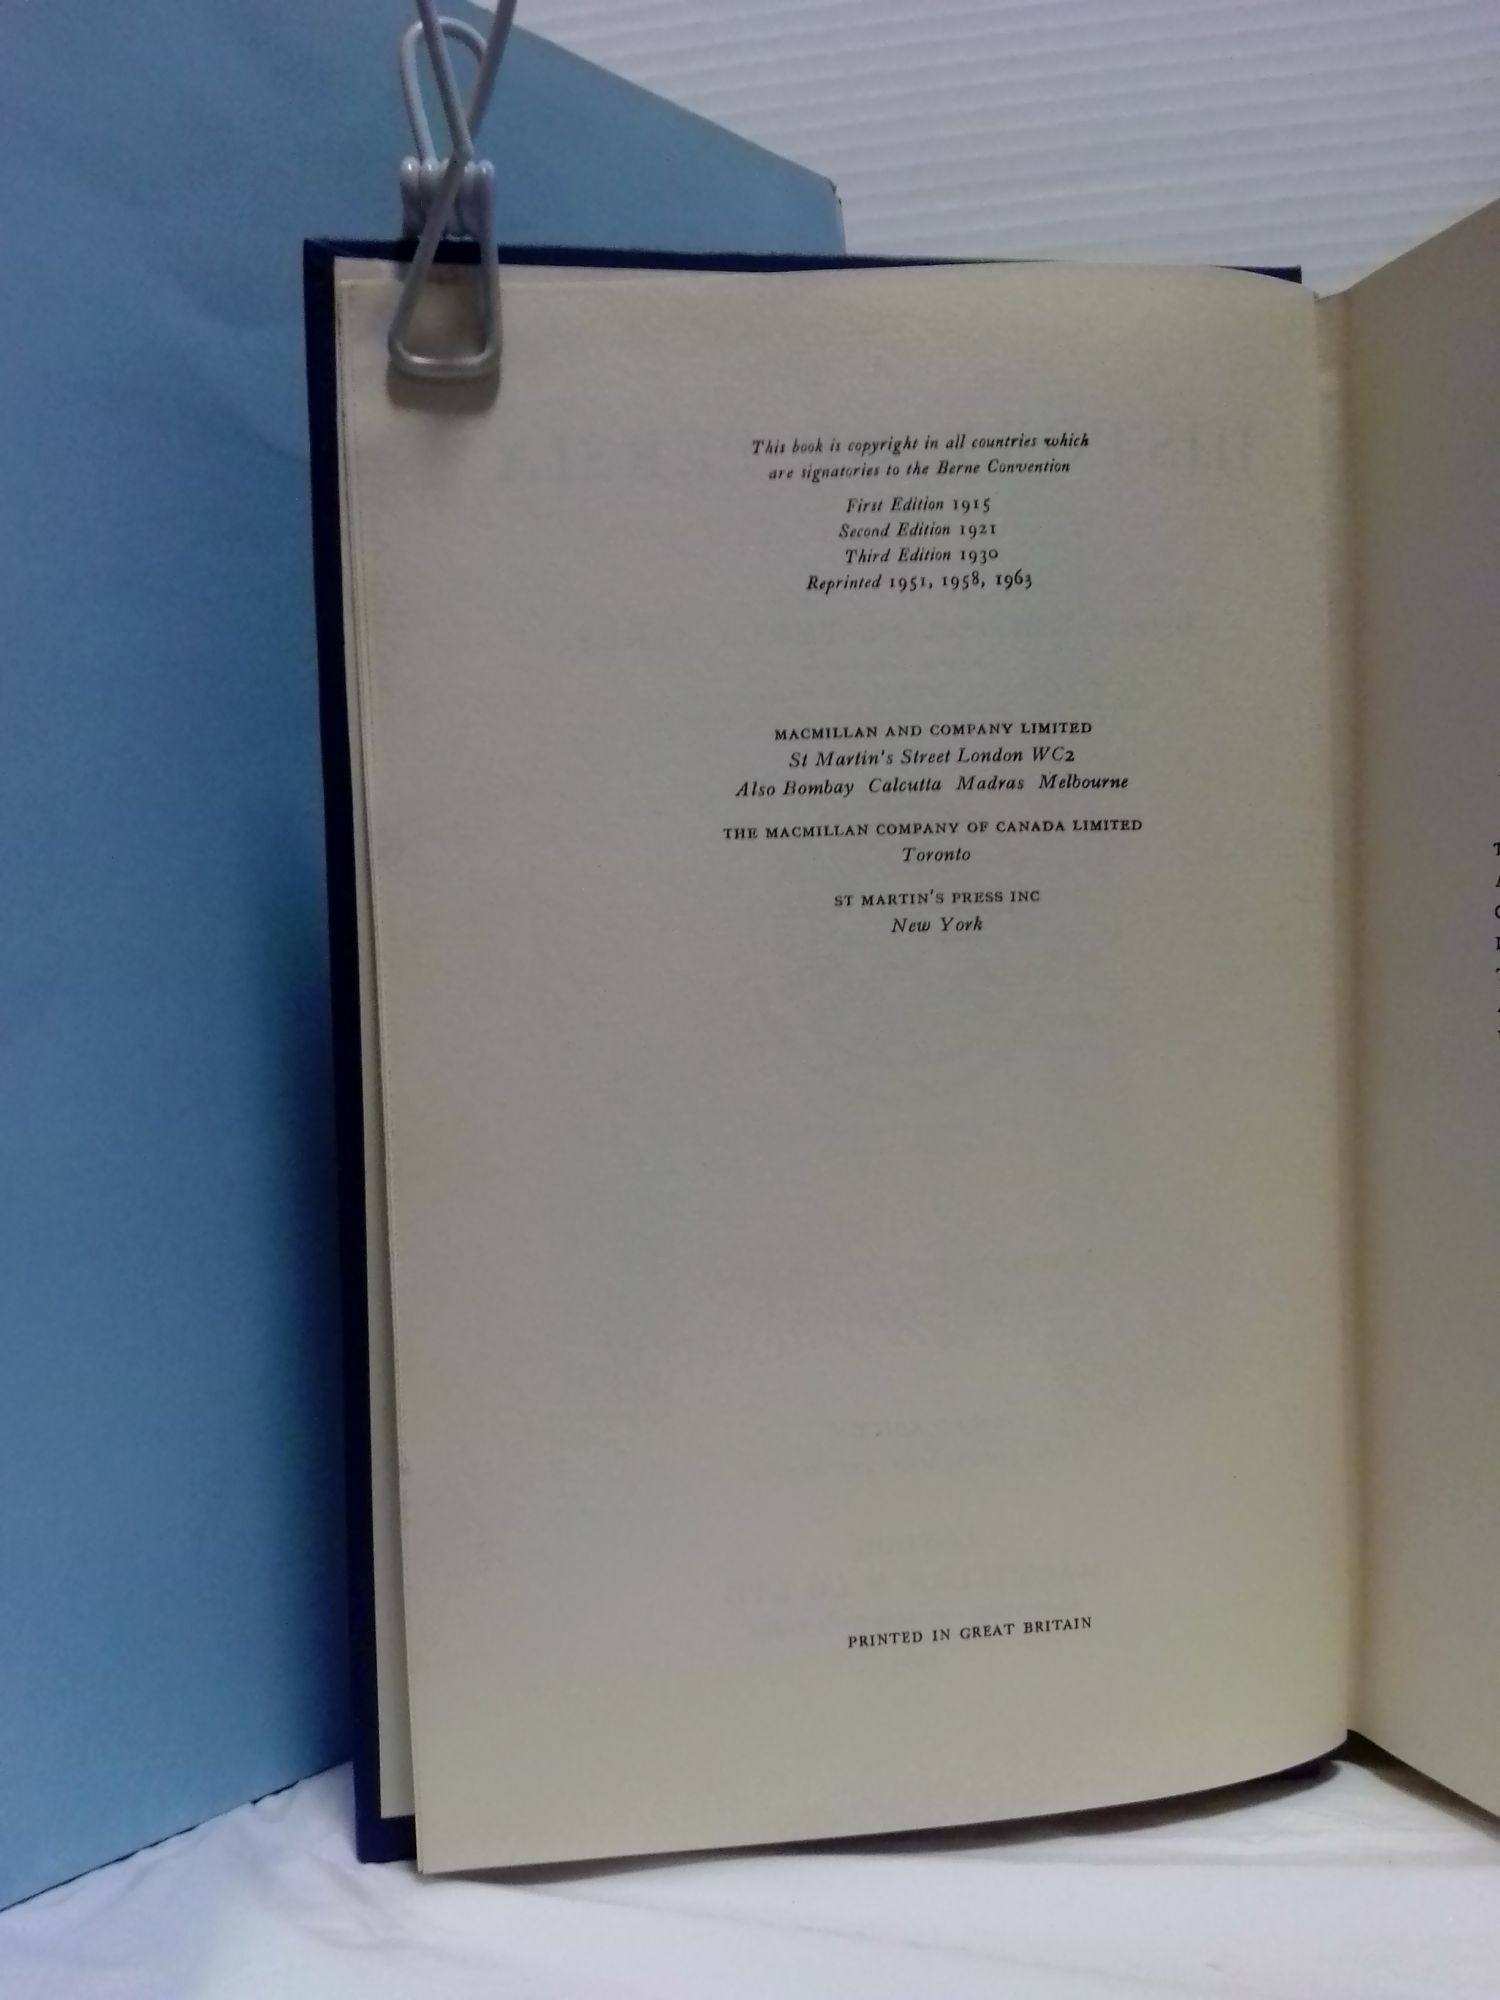 This book is copyright in all countries which
are signatories to the Berne Convention
First Edition 1915
Second Edition 1921
Third Edition 1930
Reprinted 1951, 1958, 1963
MACMILLAN AND COMPANY LIMITED
St Martin's Street London WC2
Also Bombay Calcutta Madras Melbourne
THE MACMILLAN COMPANY OF CANADA LIMITED
Toronto
ST MARTIN'S PRESS INC
New York
PRINTED IN GREAT BRITAIN